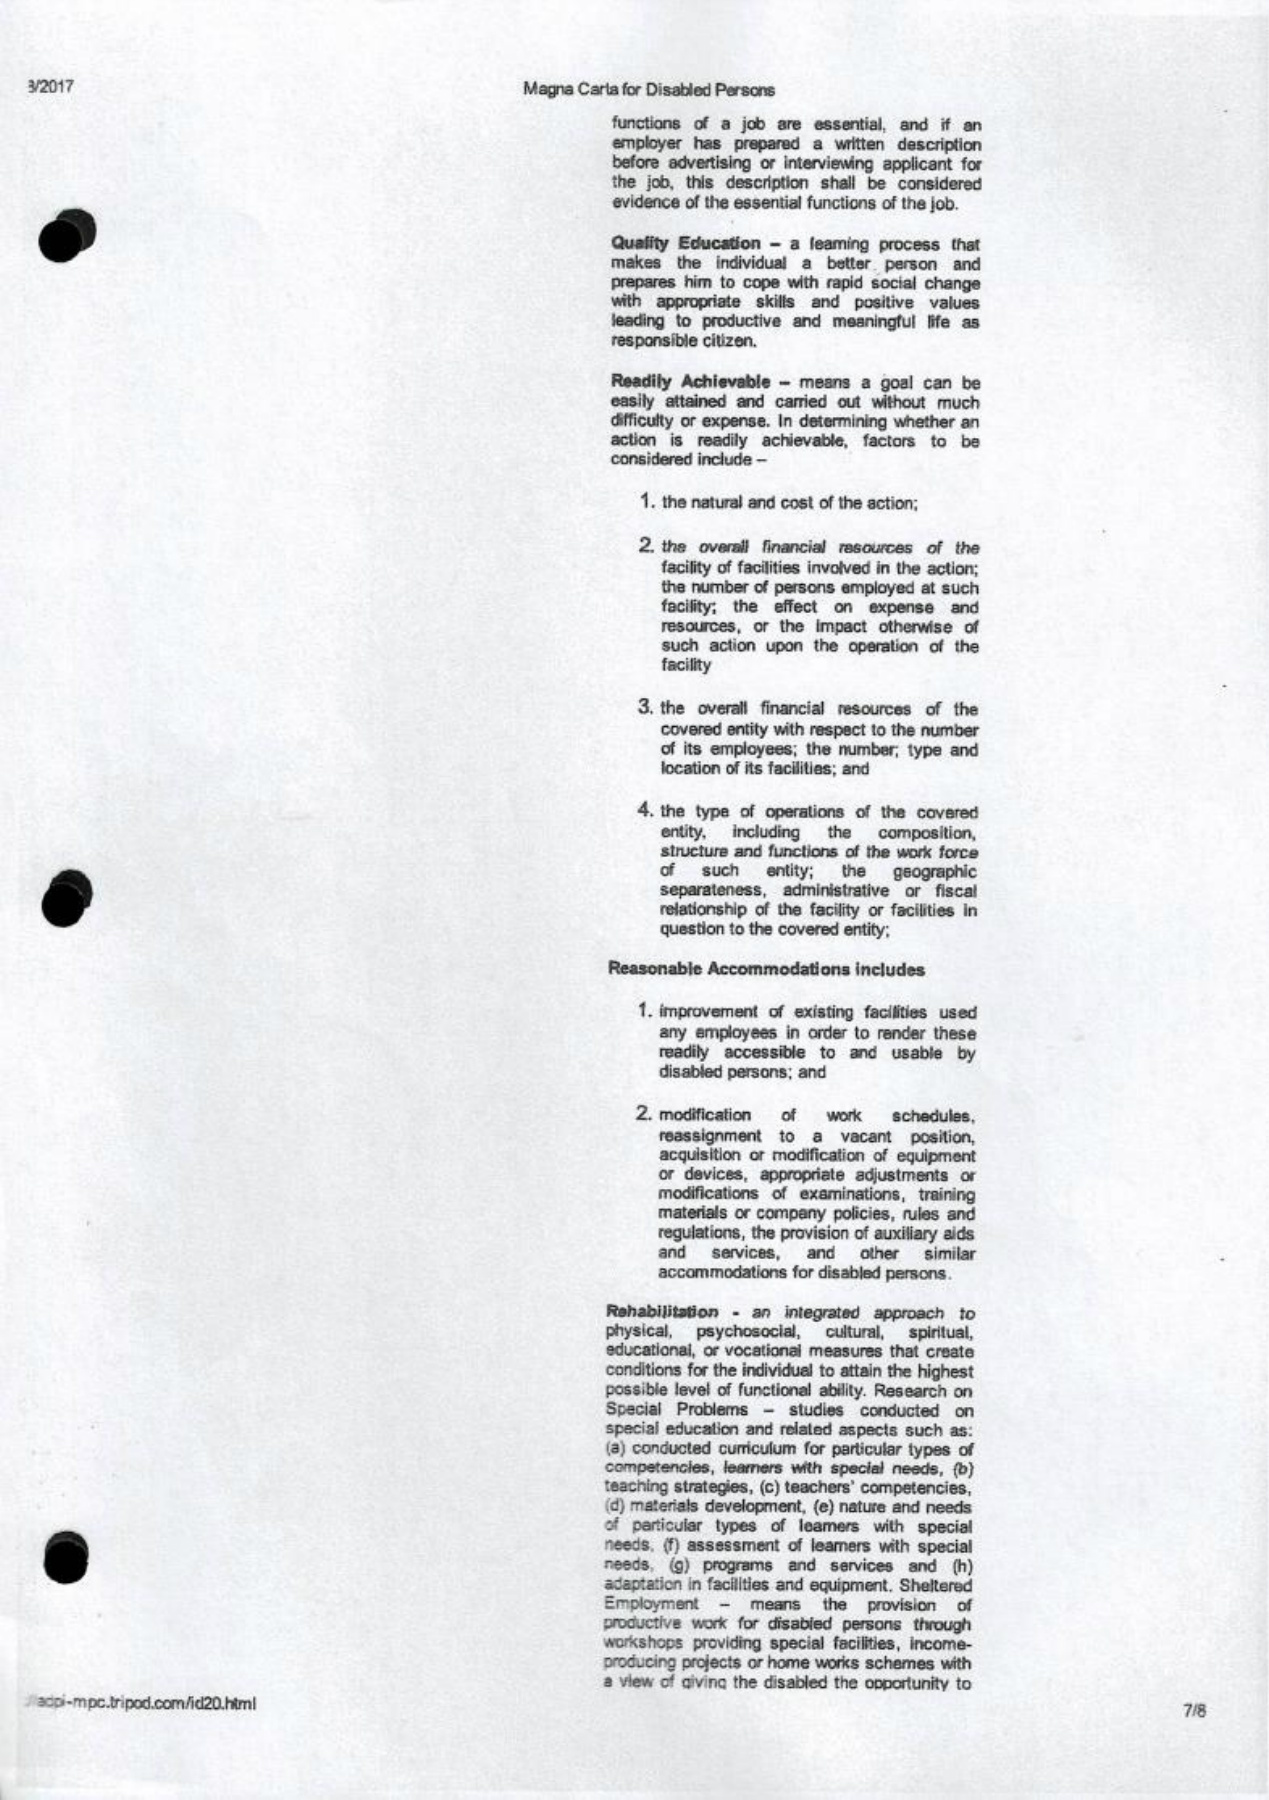 3/2017
Magna Carta for Disabled Persons
functions of a job are essential, and if an
employer has prepared a written description
before advertising or interviewing applicant for
the job, this description shall be considered
evidence of the essential functions of the job.
Quality Education – a learning process that
makes the individual a better person and
prepares him to cope with rapid social change
with appropriate skills and positive values
leading to productive and meaningful life as
responsible citizen.
Readily Achievable – means a goal can be
easily attained and carried out without much
difficulty or expense. In determining whether an
action is readily achievable, factors to be
considered include –
1. the natural and cost of the action;
2. the overall financial resources of the
facility of facilities involved in the action;
the number of persons employed at such
facility; the effect on expense and
resources, or the impact otherwise of
such action upon the operation of the
facility
3. the overall financial resources of the
covered entity with respect to the number
of its employees; the number; type and
location of its facilities; and
4. the type of operations of the covered
entity, including the composition,
structure and functions of the work force
of such entity; the geographic
separateness, administrative or fiscal
relationship of the facility or facilities in
question to the covered entity;
Reasonable Accommodations includes
1. improvement of existing facilities used
any employees in order to render these
readily accessible to and usable by
disabled persons; and
2. modification of work schedules,
reassignment to a vacant position,
acquisition or modification of equipment
or devices, appropriate adjustments or
modifications of examinations, training
materials or company policies, rules and
regulations, the provision of auxiliary aids
and services, and other similar
accommodations for disabled persons.
Rehabilitation - an integrated approach to
physical, psychosocial, cultural, spiritual,
educational, or vocational measures that create
conditions for the individual to attain the highest
possible level of functional ability. Research on
Special Problems – studies conducted on
special education and related aspects such as:
(a) conducted curriculum for particular types of
competencies, learners with special needs, (b)
teaching strategies, (c) teachers' competencies,
(d) materials development, (e) nature and needs
of particular types of learners with special
needs, (f) assessment of learners with special
needs, (g) programs and services and (h)
adaptation in facilities and equipment. Sheltered
Employment – means the provision of
productive work for disabled persons through
workshops providing special facilities, income-
producing projects or home works schemes with
a view of giving the disabled the opportunity to
//adpi-mpc.tripod.com/id20.html
7/8